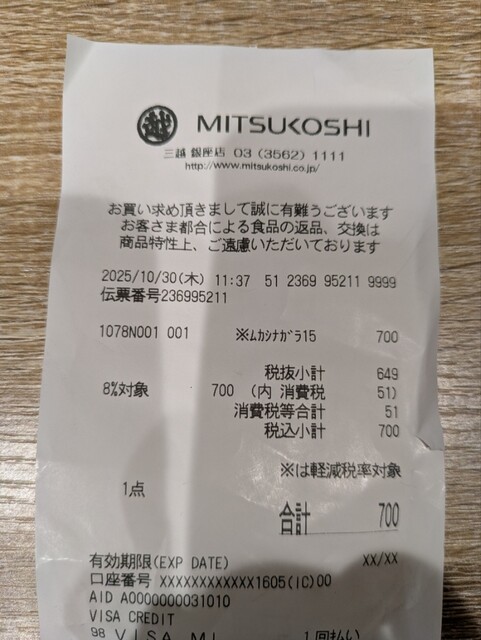 越 MITSUKOSHI
三越 銀座店 03 (3562) 1111
http://www.mitsukoshi.co.jp/
お買い求め頂きまして誠に有難うございます
お客さま都合による食品の返品、交換は
商品特性上、ご遠慮いただいております
2025/10/30(木) 11:37 51 2369 95211 9999
伝票番号236995211
1078N001 001 ※ムカシナガラ15 700
税抜小計 649
8%対象 700 (内 消費税 51)
消費税等合計 51
税込小計 700
※は軽減税率対象
1点
合計 700
有効期限(EXP DATE) XX/XX
口座番号 XXXXXXXXXXXX1605(IC)00
AID A0000000031010
VISA CREDIT
98 VISA MI 1回払い